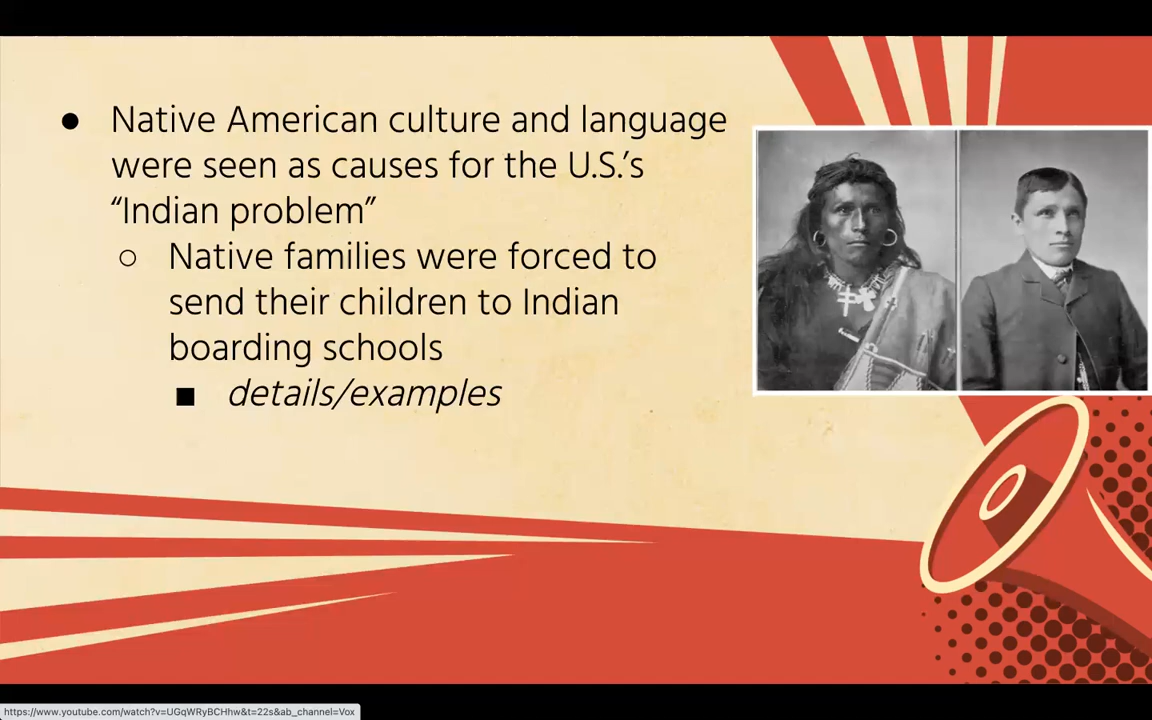 ● Native American culture and language
were seen as causes for the U.S.’s
“Indian problem”
○ Native families were forced to
send their children to Indian
boarding schools
■ details/examples
https://www.youtube.com/watch?v=UGqWRyBCHhw&t=22s&ab_channel=Vox